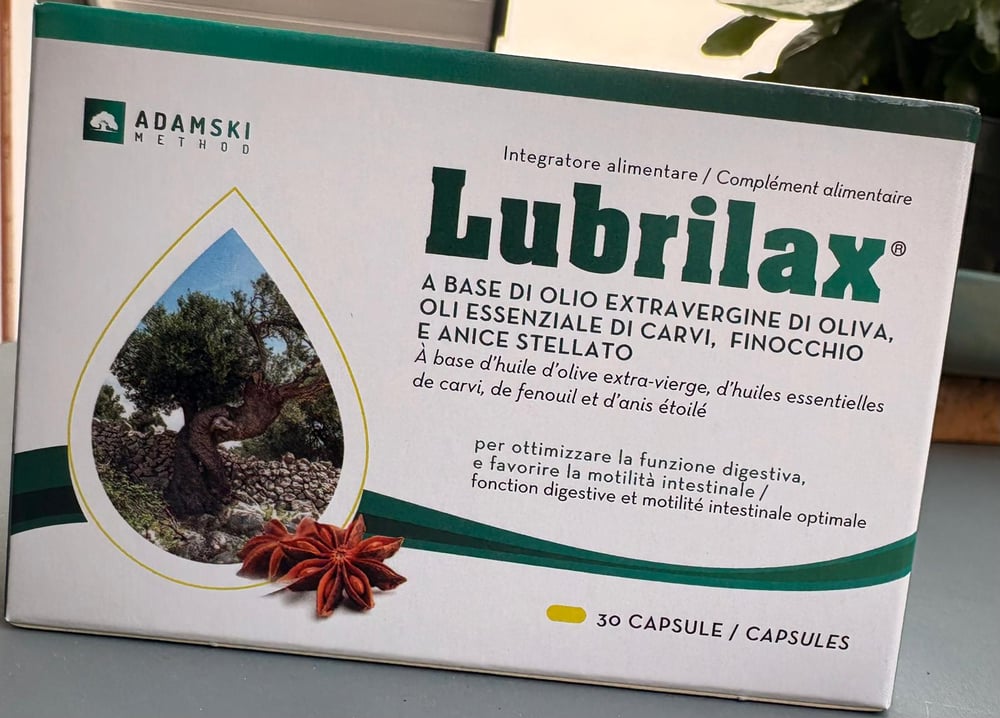 ADAMSKI
METHOD
Integratore alimentare / Complément alimentaire
Lubrilax®
A BASE DI OLIO EXTRAVERGINE DI OLIVA,
OLI ESSENZIALE DI CARVI, FINOCCHIO
E ANICE STELLATO
À base d'huile d'olive extra-vierge, d'huiles essentielles
de carvi, de fenouil et d'anis étoilé
per ottimizzare la funzione digestiva,
e favorire la motilità intestinale /
fonction digestive et motilité intestinale optimale
30 CAPSULE / CAPSULES